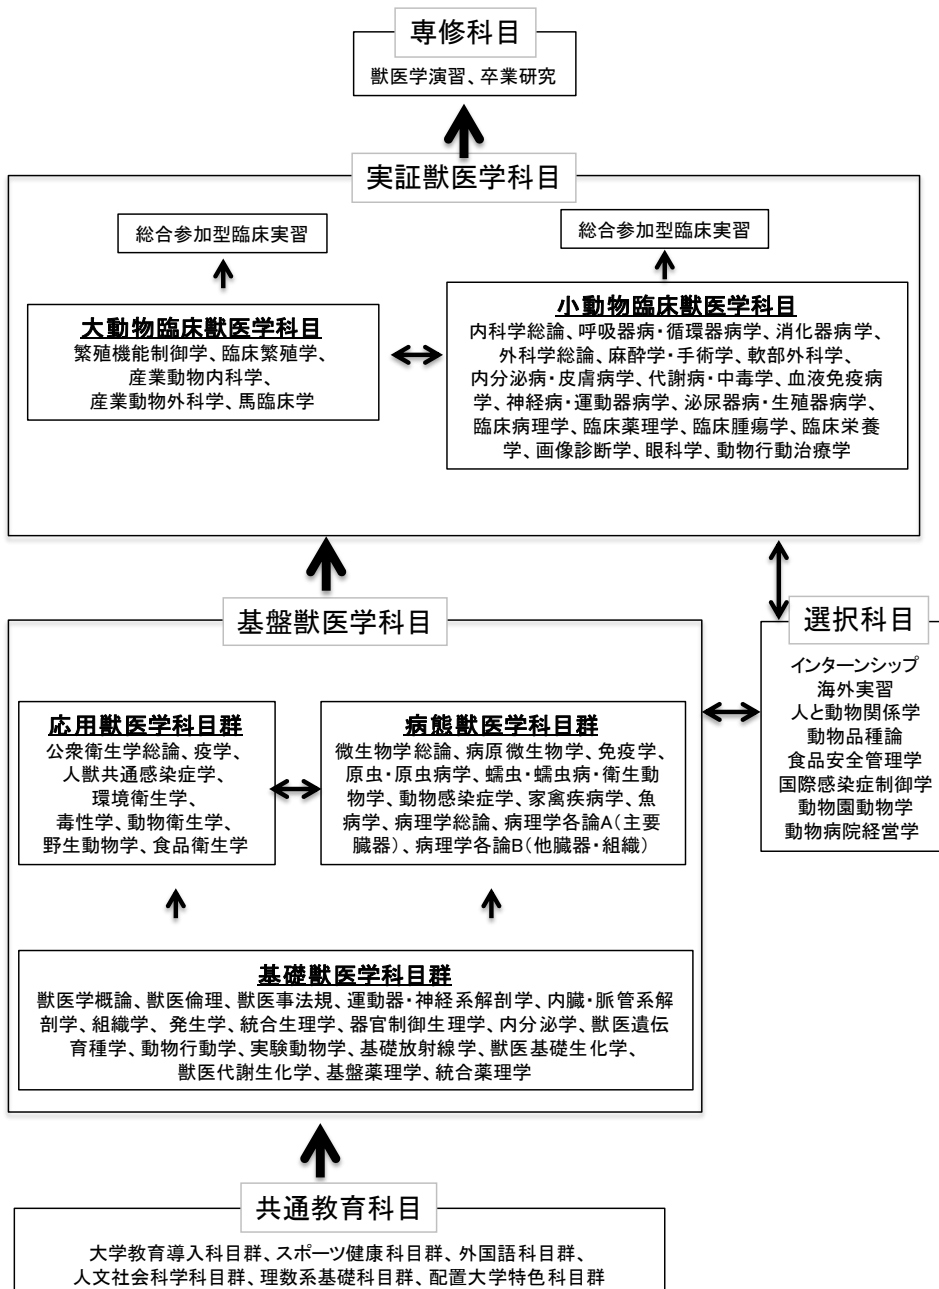 専修科目
獣医学演習、卒業研究
実証獣医学科目
総合参加型臨床実習
総合参加型臨床実習
大動物臨床獣医学科目
繁殖機能制御学、臨床繁殖学、
産業動物内科学、
産業動物外科学、馬臨床学
小動物臨床獣医学科目
内科学総論、呼吸器病・循環器病学、消化器病学、
外科学総論、麻酔学・手術学、軟部外科学、
内分泌病・皮膚病学、代謝病・中毒学、血液免疫病
学、神経病・運動器病学、泌尿器病・生殖器病学、
臨床病理学、臨床薬理学、臨床腫瘍学、臨床栄養
学、画像診断学、眼科学、動物行動治療学
基盤獣医学科目
選択科目
インターンシップ
海外実習
人と動物関係学
動物品種論
食品安全管理学
国際感染症制御学
動物園動物学
動物病院経営学
応用獣医学科目群
公衆衛生学総論、疫学、
人獣共通感染症学、
環境衛生学、
毒性学、動物衛生学、
野生動物学、食品衛生学
病態獣医学科目群
微生物学総論、病原微生物学、免疫学、
原虫・原虫病学、蠕虫・蠕虫病・衛生動
物学、動物感染症学、家禽疾病学、魚
病学、病理学総論、病理学各論A（主要
臓器）、病理学各論B（他臓器・組織）
基礎獣医学科目群
獣医学概論、獣医倫理、獣医事法規、運動器・神経系解剖学、内臓・脈管系解
剖学、組織学、 発生学、統合生理学、器官制御生理学、内分泌学、獣医遺伝
育種学、動物行動学、実験動物学、基礎放射線学、獣医基礎生化学、
獣医代謝生化学、基盤薬理学、統合薬理学
共通教育科目
大学教育導入科目群、スポーツ健康科目群、外国語科目群、
人文社会科学科目群、理数系基礎科目群、配置大学特色科目群